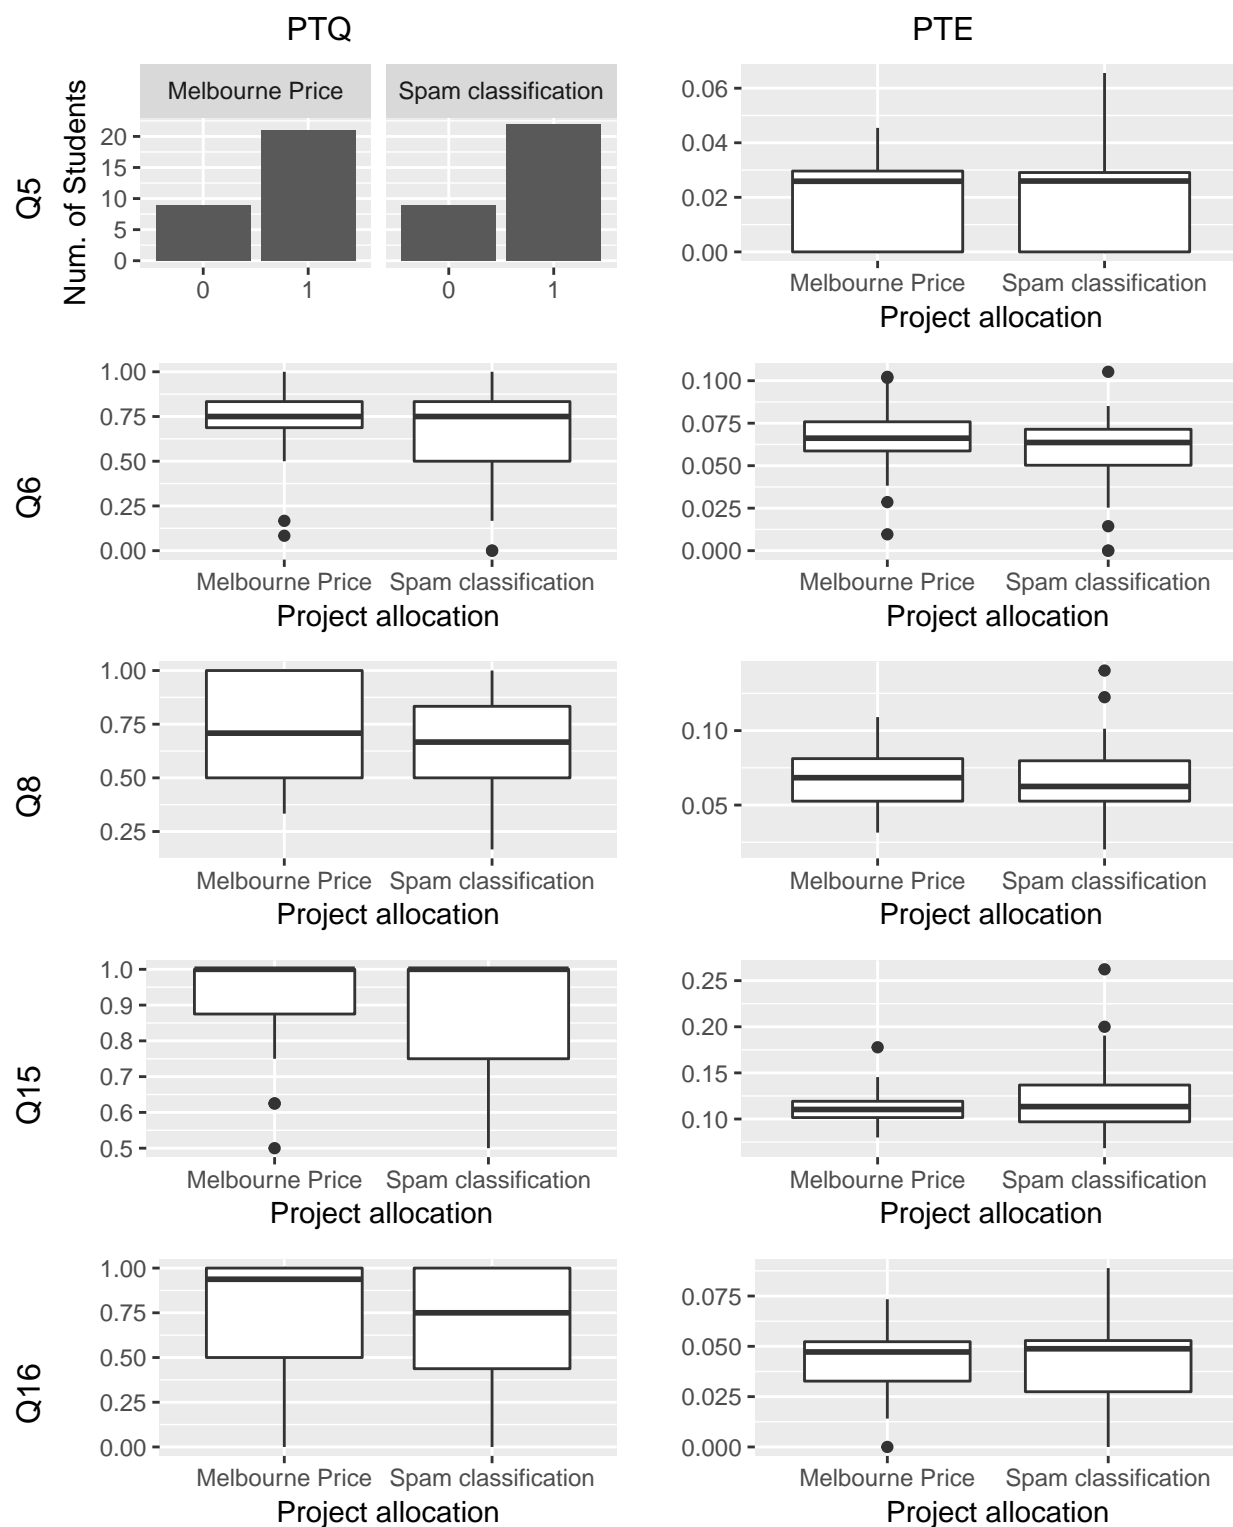 PTQ PTE
Q5
Num. of Students
Melbourne Price Spam classification
20
15
10
5
0
0 1 0 1
0.06
0.04
0.02
0.00
Melbourne Price Spam classification
Project allocation
Q6
1.00
0.75
0.50
0.25
0.00
Melbourne Price Spam classification
Project allocation
0.100
0.075
0.050
0.025
0.000
Melbourne Price Spam classification
Project allocation
Q8
1.00
0.75
0.50
0.25
Melbourne Price Spam classification
Project allocation
0.10
0.05
Melbourne Price Spam classification
Project allocation
Q15
1.0
0.9
0.8
0.7
0.6
0.5
Melbourne Price Spam classification
Project allocation
0.25
0.20
0.15
0.10
Melbourne Price Spam classification
Project allocation
Q16
1.00
0.75
0.50
0.25
0.00
Melbourne Price Spam classification
Project allocation
0.075
0.050
0.025
0.000
Melbourne Price Spam classification
Project allocation